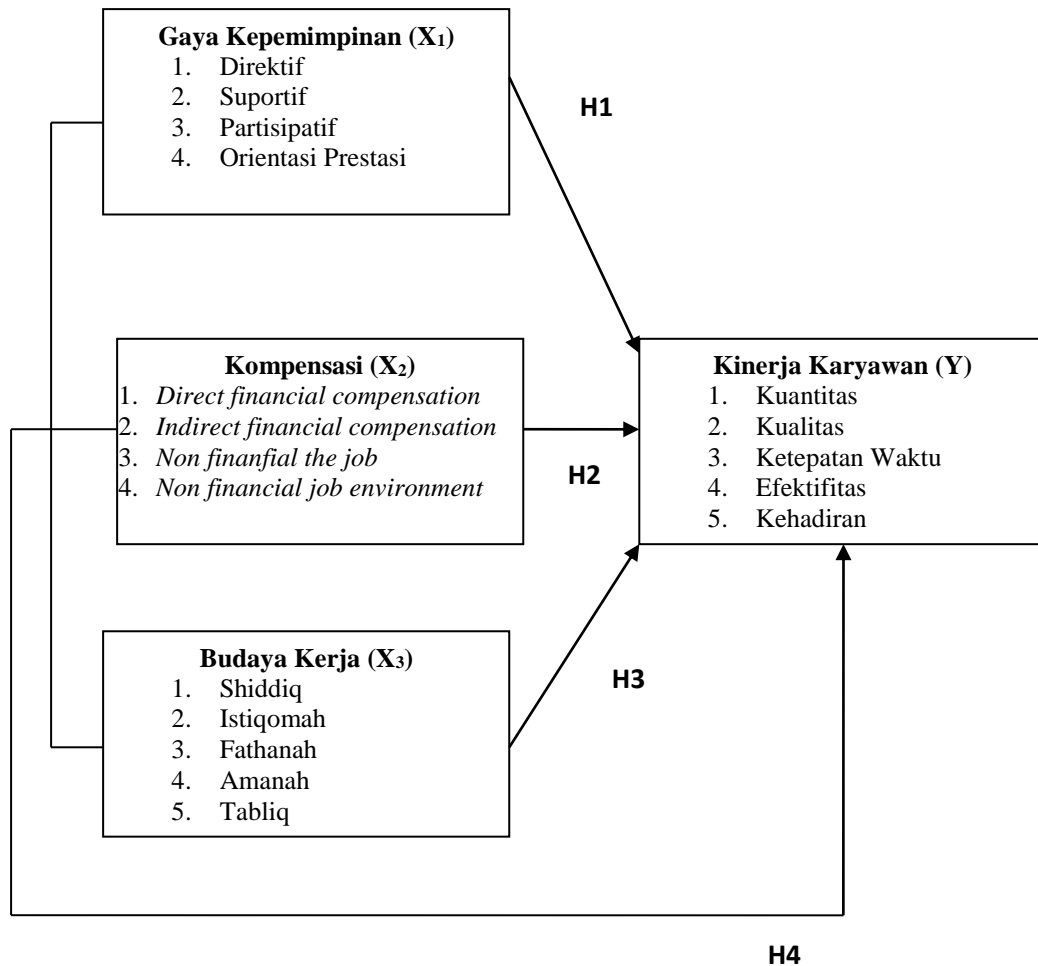 Gaya Kepemimpinan (X₁)
1. Direktif
2. Suportif
3. Partisipatif
4. Orientasi Prestasi
H1
Kompensasi (X₂)
1. Direct financial compensation
2. Indirect financial compensation
3. Non finanfial the job
4. Non financial job environment
H2
Kinerja Karyawan (Y)
1. Kuantitas
2. Kualitas
3. Ketepatan Waktu
4. Efektifitas
5. Kehadiran
Budaya Kerja (X₃)
1. Shiddiq
2. Istiqomah
3. Fathanah
4. Amanah
5. Tabliq
H3
H4